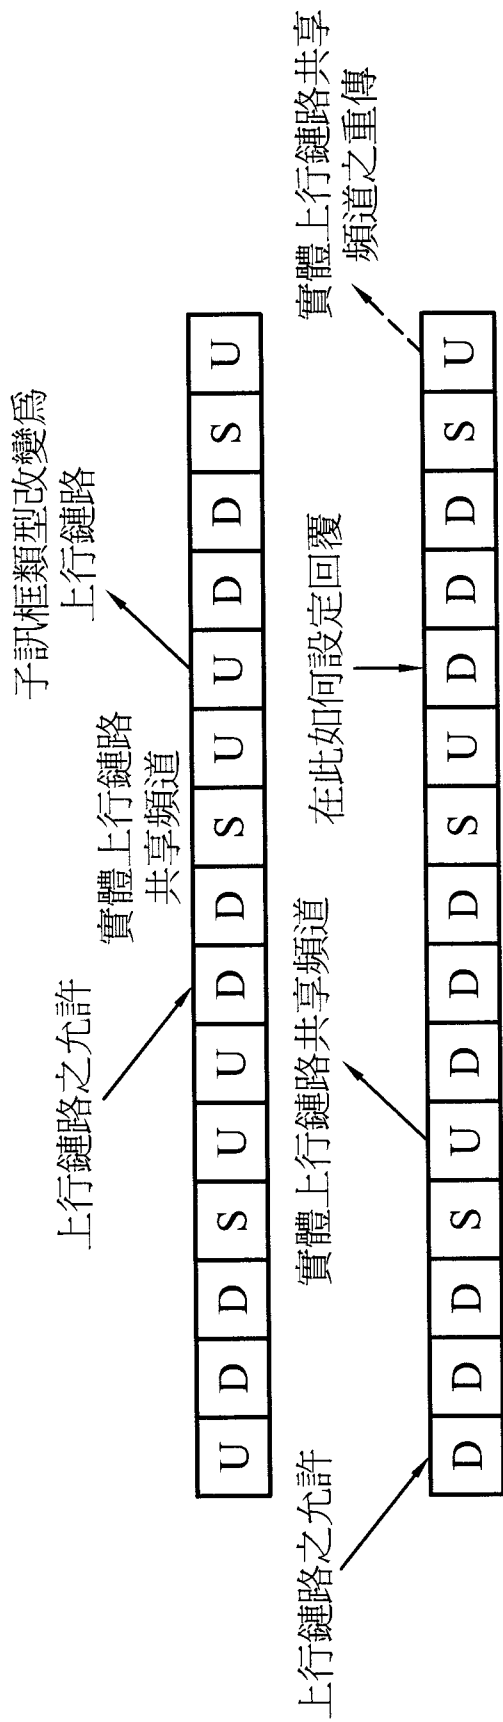 子訊框類型改變為
上行鏈路
上行鏈路之允許
實體上行鏈路
共享頻道
U D D S U U D D S U U D D S U
上行鏈路之允許
實體上行鏈路共享頻道
在此如何設定回覆
實體上行鏈路共享
頻道之重傳
D D D S U D D D S U D D D S U